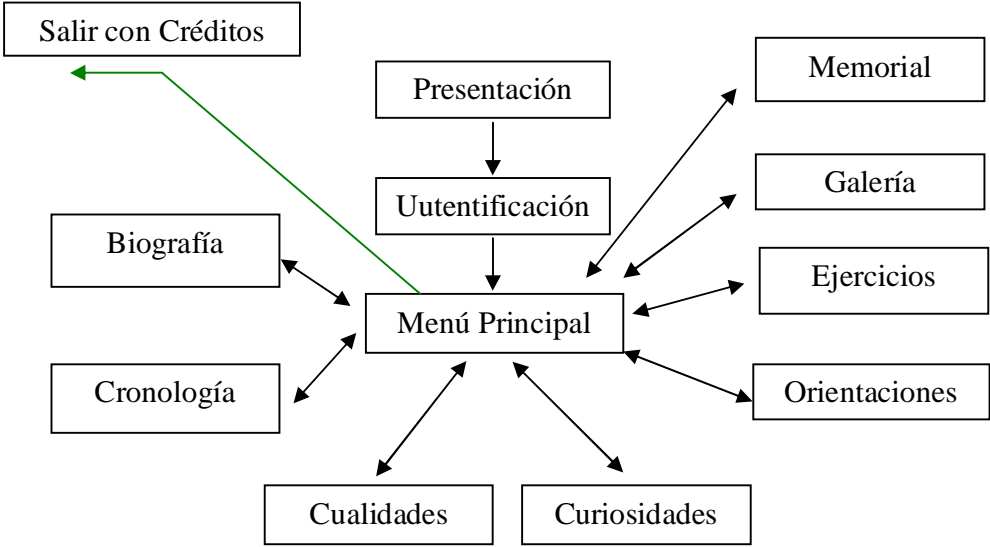 Salir con Créditos
Presentación
Memorial
Galería
Uutentificación
Biografía
Ejercicios
Menú Principal
Cronología
Orientaciones
Cualidades
Curiosidades